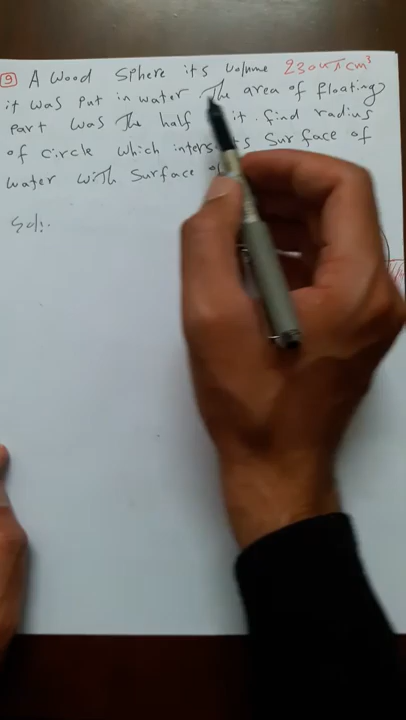 9 A wood Sphere its volume 2304π cm³
it was put in water The area of floating
part was The half it. find radius
of circle which inters s Surface of
water with Surface
Sol: